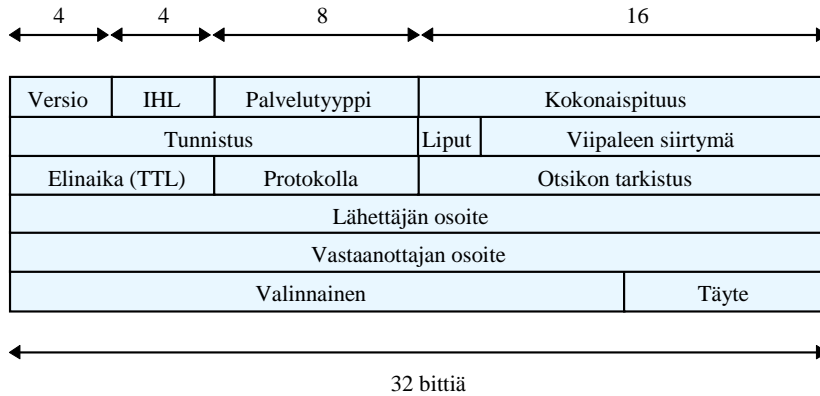 4 4 8 16
Versio IHL Palvelutyyppi Kokonaispituus
Tunnistus Liput Viipaleen siirtymä
Elinaika (TTL) Protokolla Otsikon tarkistus
Lähettäjän osoite
Vastaanottajan osoite
Valinnainen Täyte
32 bittiä